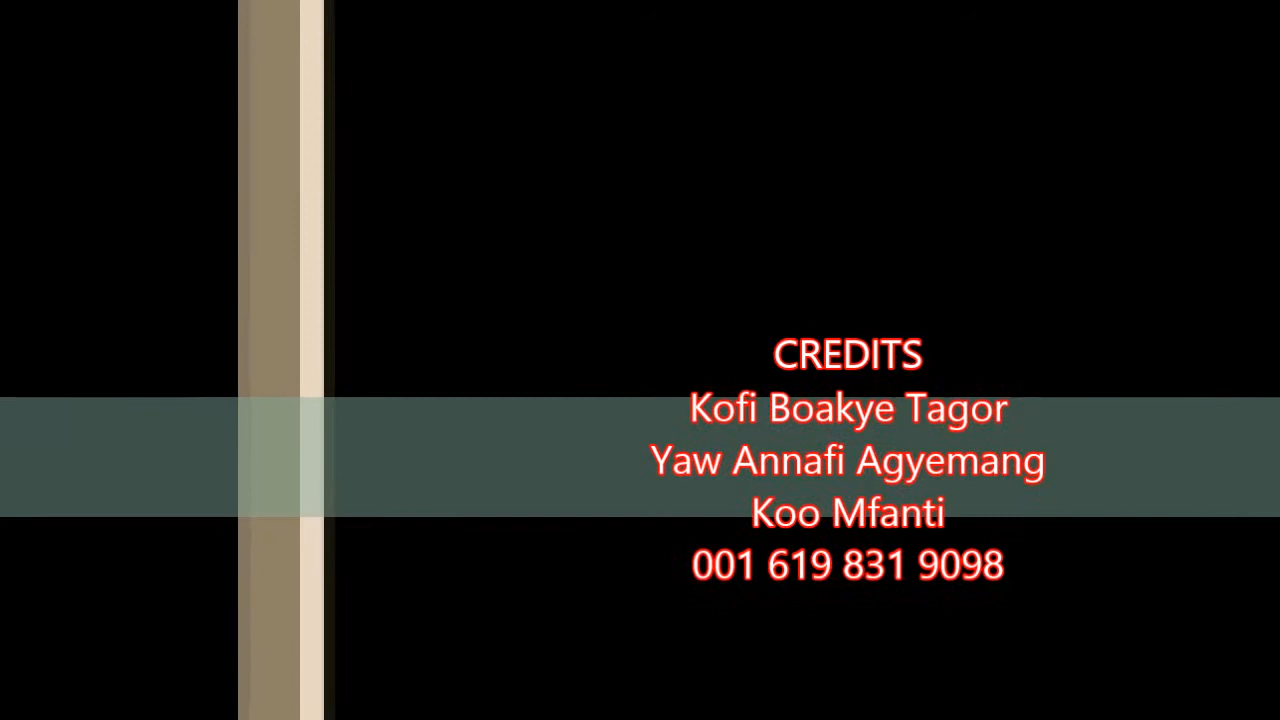 CREDITS
Kofi Boakye Tagor
Yaw Annafi Agyemang
Koo Mfanti
001 619 831 9098